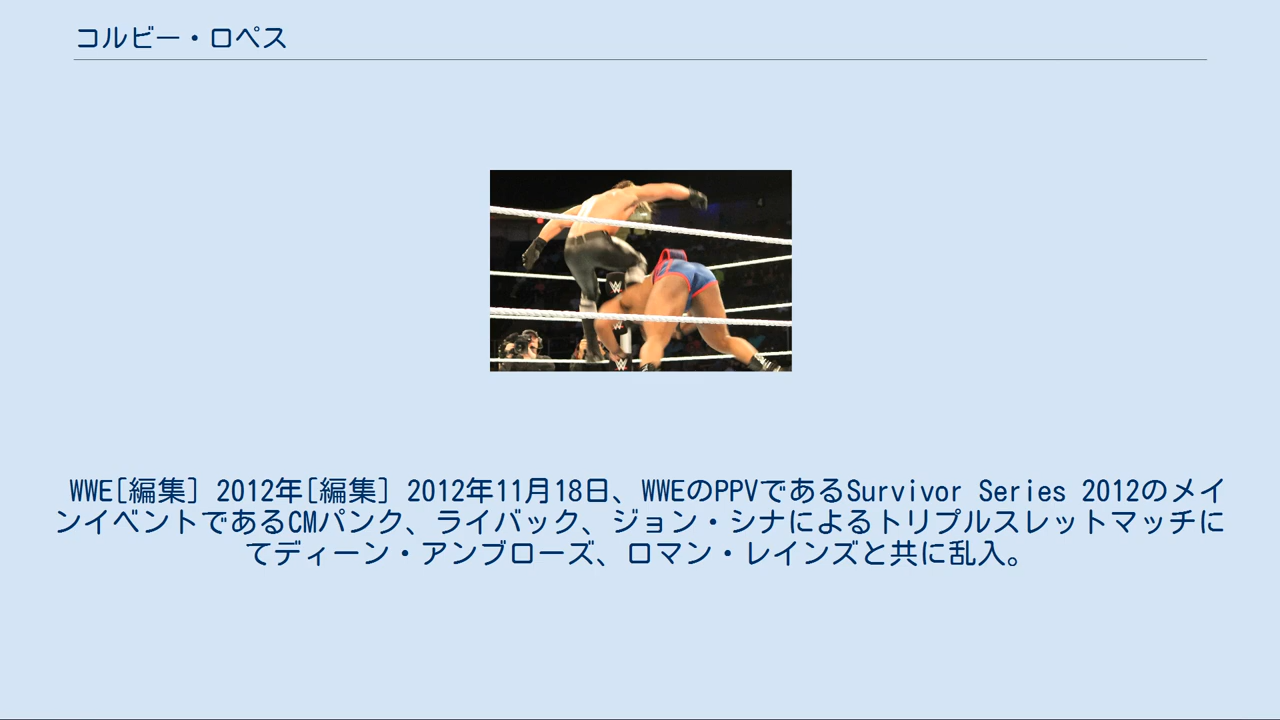 コルビー・ロペス
WWE[編集] 2012年[編集] 2012年11月18日、WWEのPPVであるSurvivor Series 2012のメイ
ンイベントであるCMパンク、ライバック、ジョン・シナによるトリプルスレットマッチに
てディーン・アンブローズ、ロマン・レインズと共に乱入。